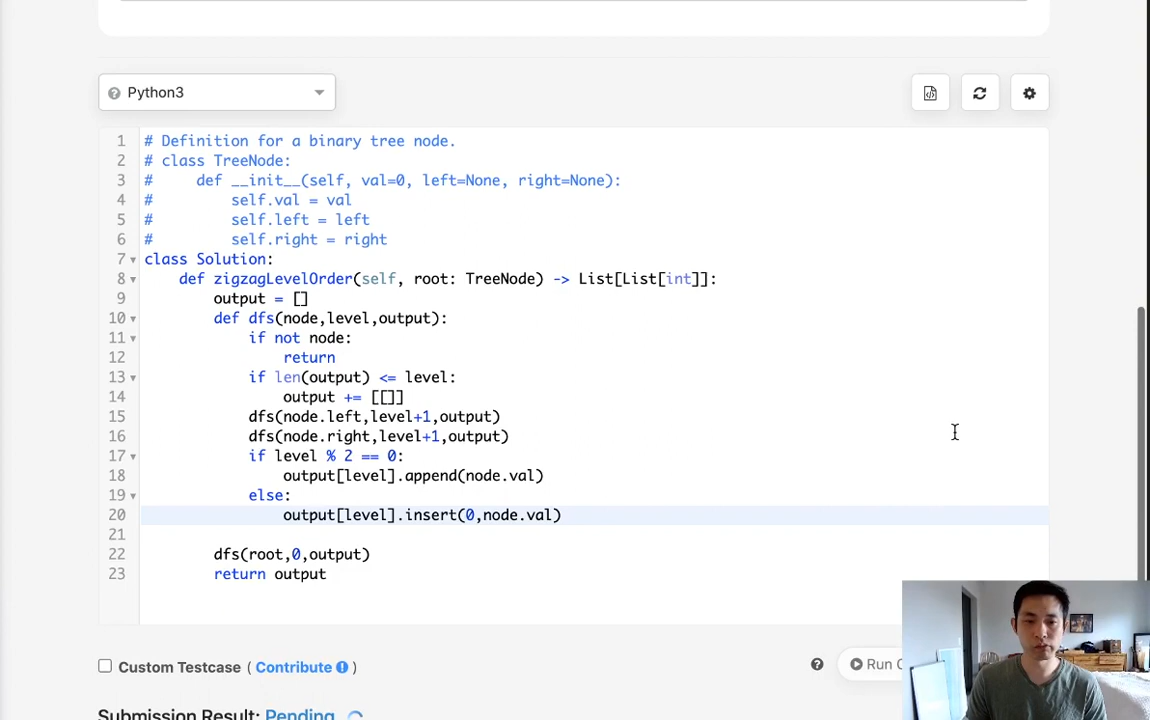 Python3
1 # Definition for a binary tree node.
2 # class TreeNode:
3 #     def __init__(self, val=0, left=None, right=None):
4 #         self.val = val
5 #         self.left = left
6 #         self.right = right
7 class Solution:
8     def zigzagLevelOrder(self, root: TreeNode) -> List[List[int]]:
9         output = []
10         def dfs(node,level,output):
11             if not node:
12                 return
13             if len(output) <= level:
14                 output += [[]]
15             dfs(node.left,level+1,output)
16             dfs(node.right,level+1,output)
17             if level % 2 == 0:
18                 output[level].append(node.val)
19             else:
20                 output[level].insert(0,node.val)
21
22         dfs(root,0,output)
23         return output
Custom Testcase ( Contribute )
Run
Submission Result: Pending